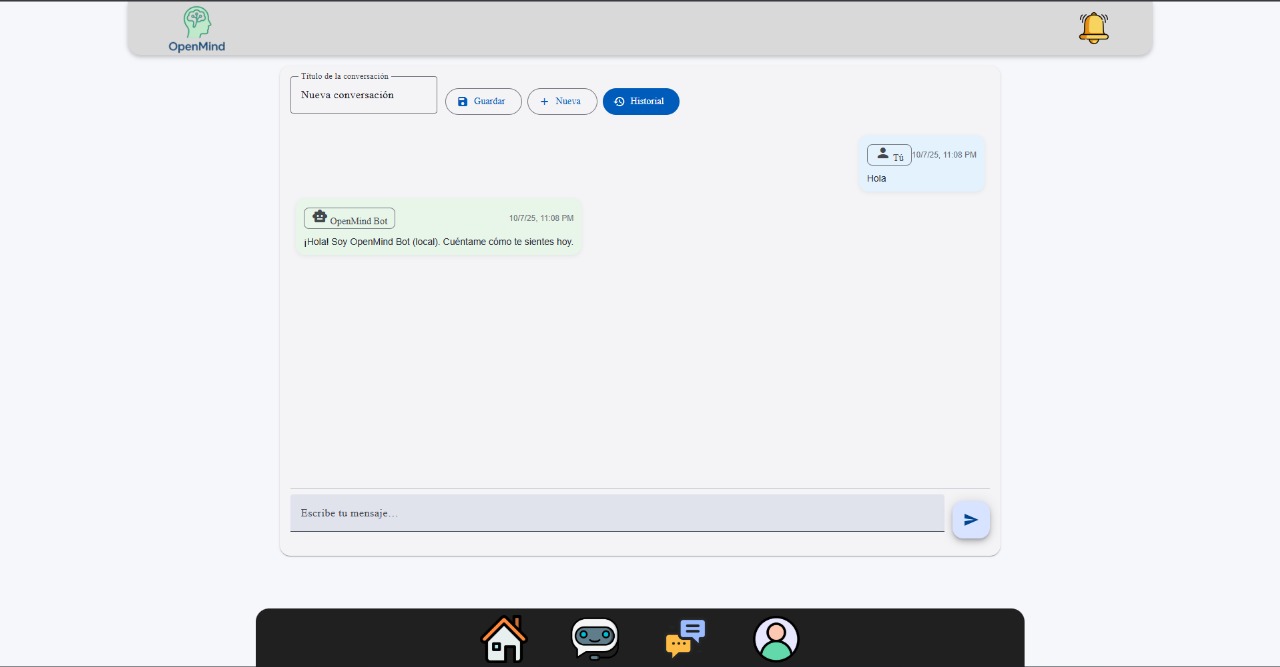 OpenMind
Título de la conversación
Nueva conversación
Guardar
Nueva
Historial
Tú 10/7/25, 11:08 PM
Hola
OpenMind Bot 10/7/25, 11:08 PM
¡Hola! Soy OpenMind Bot (local). Cuéntame cómo te sientes hoy.
Escribe tu mensaje...